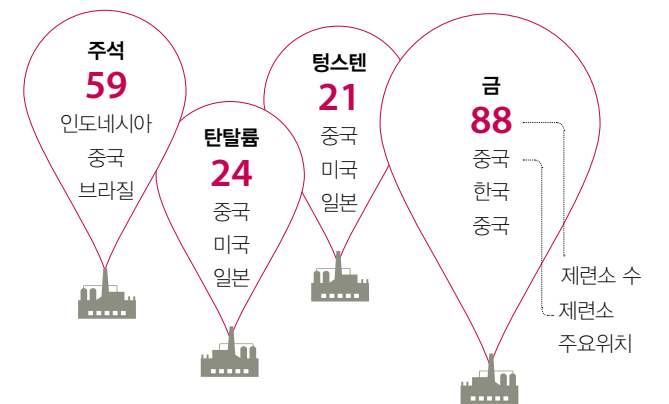 주석
59
인도네시아
중국
브라질
탄탈륨
24
중국
미국
일본
텅스텐
21
중국
미국
일본
금
88
중국
한국
중국
제련소 수
제련소
주요위치